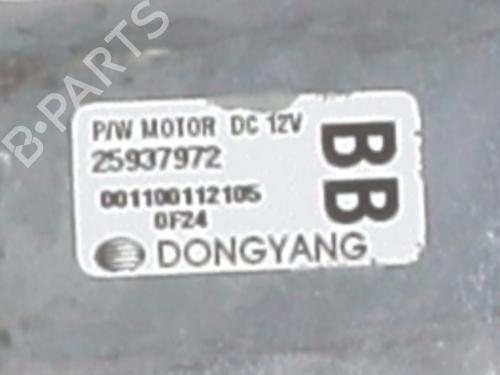 P/W MOTOR DC 12V
25937972
001100112105
0F24
DONGYANG
BB
B-PARTS